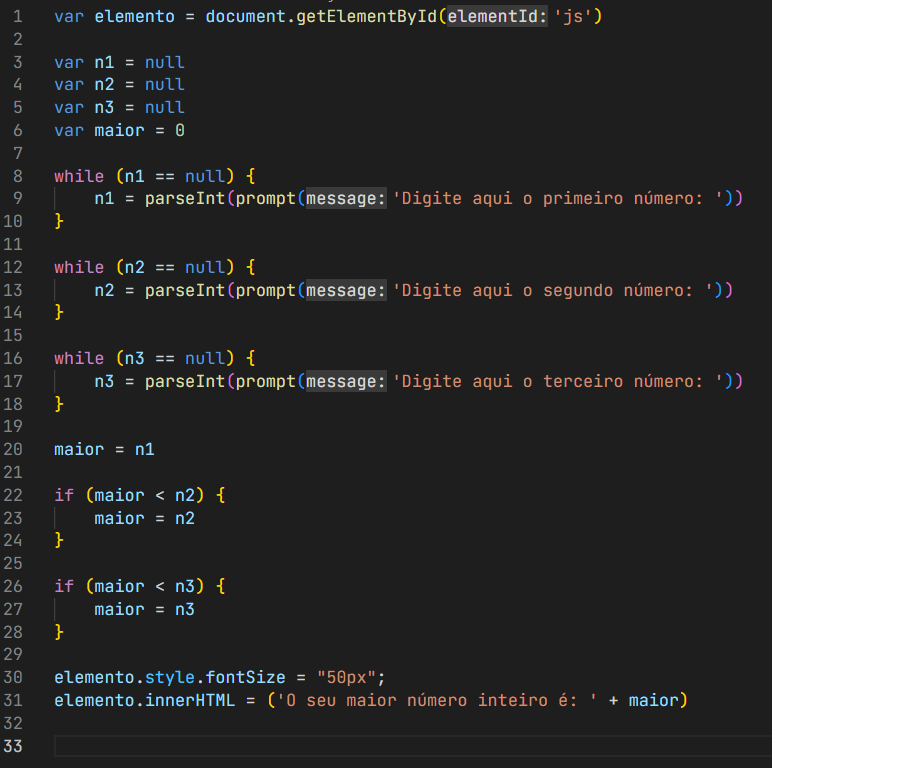 1 var elemento = document.getElementById(elementId: 'js')
2
3 var n1 = null
4 var n2 = null
5 var n3 = null
6 var maior = 0
7
8 while (n1 == null) {
9 n1 = parseInt(prompt(message: 'Digite aqui o primeiro número: '))
10 }
11
12 while (n2 == null) {
13 n2 = parseInt(prompt(message: 'Digite aqui o segundo número: '))
14 }
15
16 while (n3 == null) {
17 n3 = parseInt(prompt(message: 'Digite aqui o terceiro número: '))
18 }
19
20 maior = n1
21
22 if (maior < n2) {
23 maior = n2
24 }
25
26 if (maior < n3) {
27 maior = n3
28 }
29
30 elemento.style.fontSize = "50px";
31 elemento.innerHTML = ('O seu maior número inteiro é: ' + maior)
32
33